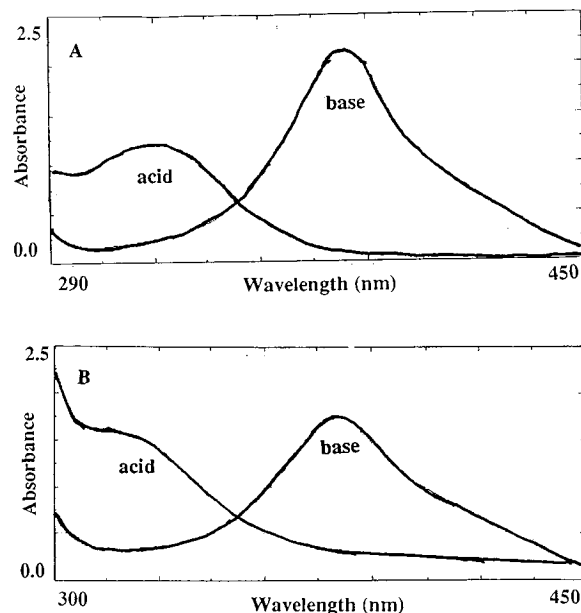 2.5
A
base
acid
Absorbance
0.0
290
Wavelength (nm)
450
2.5
B
acid
base
Absorbance
0.0
300
Wavelength (nm)
450